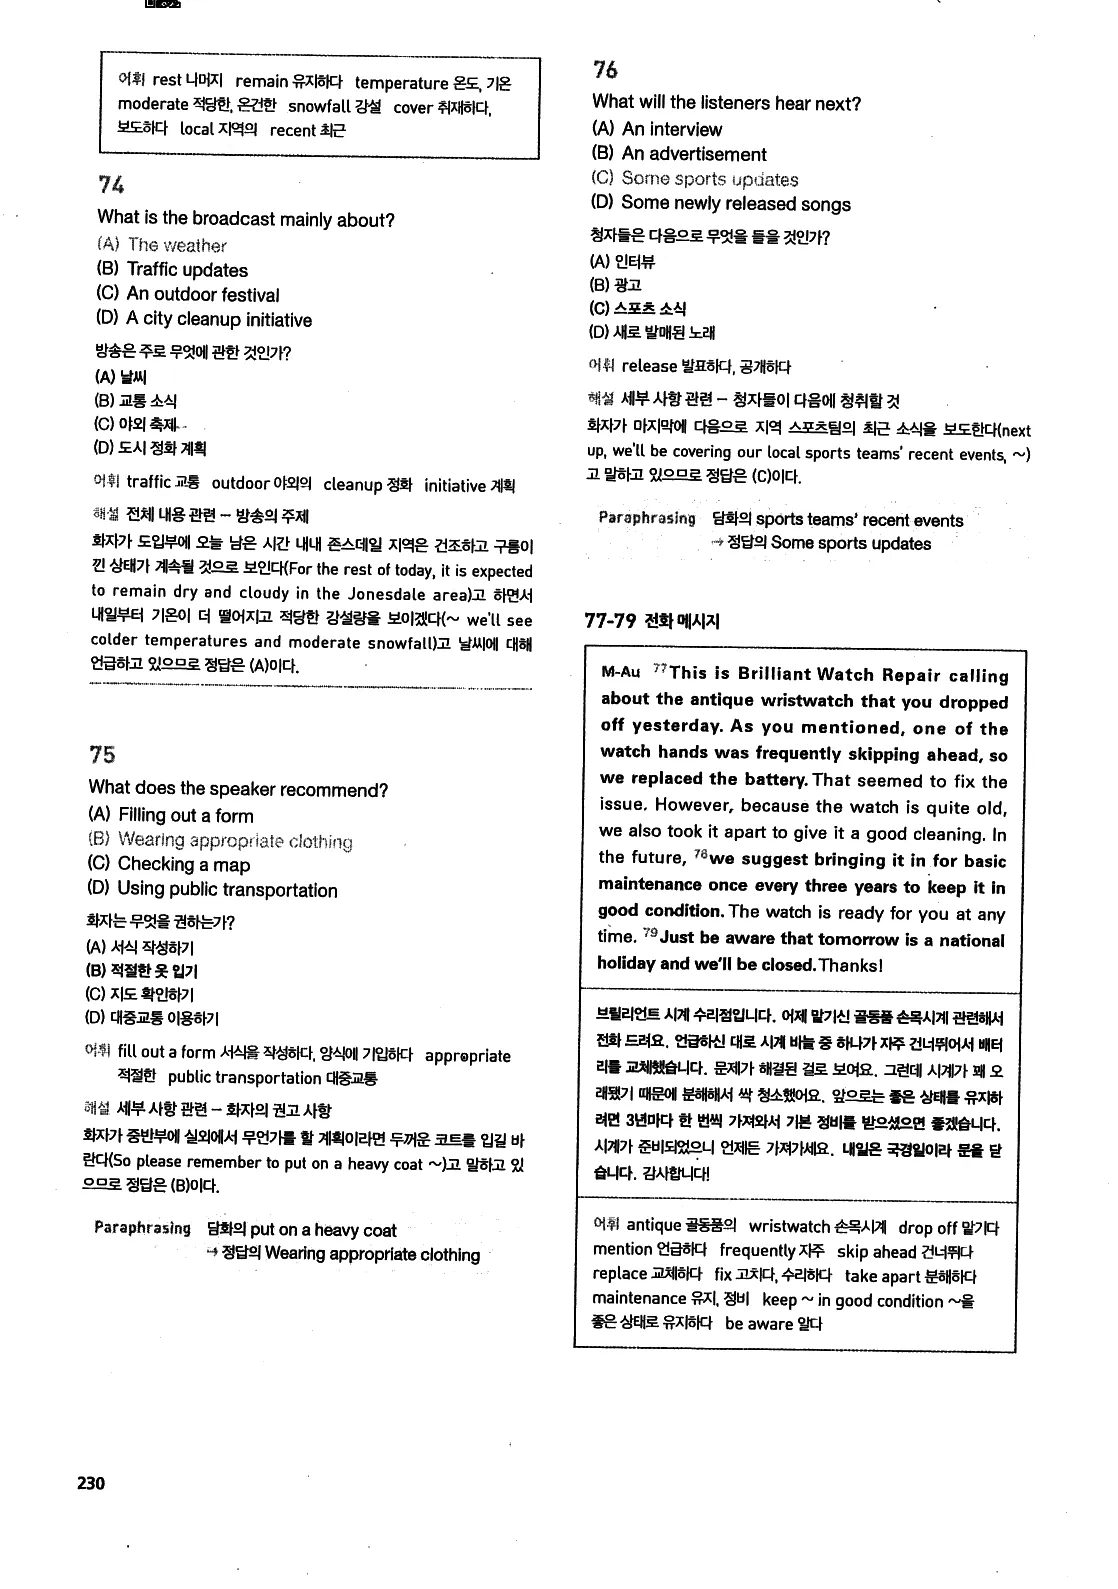 어휘 rest 나머지 remain 유지하다 temperature 온도, 기온
moderate 적당한, 온건한 snowfall 강설 cover 취재하다,
보도하다 local 지역의 recent 최근
74
What is the broadcast mainly about?
(A) The weather
(B) Traffic updates
(C) An outdoor festival
(D) A city cleanup initiative
방송은 주로 무엇에 관한 것인가?
(A) 날씨
(B) 교통 소식
(C) 야외 축제
(D) 도시 정화 계획
어휘 traffic 교통 outdoor 야외의 cleanup 정화 initiative 계획
해설 전체 내용 관련 – 방송의 주제
화자가 도입부에 오늘 남은 시간 내내 존스데일 지역은 건조하고 구름이
낀 상태가 계속될 것으로 보인다(For the rest of today, it is expected
to remain dry and cloudy in the Jonesdale area)고 하면서
내일부터 기온이 더 떨어지고 적당한 강설량을 보이겠다(~ we'll see
colder temperatures and moderate snowfall)고 날씨에 대해
언급하고 있으므로 정답은 (A)이다.
75
What does the speaker recommend?
(A) Filling out a form
(B) Wearing appropriate clothing
(C) Checking a map
(D) Using public transportation
화자는 무엇을 권하는가?
(A) 서식 작성하기
(B) 적절한 옷 입기
(C) 지도 확인하기
(D) 대중교통 이용하기
어휘 fill out a form 서식을 작성하다, 양식에 기입하다 appropriate
적절한 public transportation 대중교통
해설 세부 사항 관련 – 화자의 권고 사항
화자가 중반부에 실외에서 무언가를 할 계획이라면 두꺼운 코트를 입길 바
란다(So please remember to put on a heavy coat ~)고 말하고 있
으므로 정답은 (B)이다.
Paraphrasing 담화의 put on a heavy coat
→ 정답의 Wearing appropriate clothing
230
76
What will the listeners hear next?
(A) An interview
(B) An advertisement
(C) Some sports updates
(D) Some newly released songs
청자들은 다음으로 무엇을 들을 것인가?
(A) 인터뷰
(B) 광고
(C) 스포츠 소식
(D) 새로 발매된 노래
어휘 release 발표하다, 공개하다
해설 세부 사항 관련 – 청자들이 다음에 청취할 것
화자가 마지막에 다음으로 지역 스포츠팀의 최근 소식을 보도한다(next
up, we'll be covering our local sports teams' recent events, ~)
고 말하고 있으므로 정답은 (C)이다.
Paraphrasing 담화의 sports teams' recent events
→ 정답의 Some sports updates
77-79 전화 메시지
M-Au 77This is Brilliant Watch Repair calling
about the antique wristwatch that you dropped
off yesterday. As you mentioned, one of the
watch hands was frequently skipping ahead, so
we replaced the battery. That seemed to fix the
issue. However, because the watch is quite old,
we also took it apart to give it a good cleaning. In
the future, 78we suggest bringing it in for basic
maintenance once every three years to keep it in
good condition. The watch is ready for you at any
time. 79Just be aware that tomorrow is a national
holiday and we'll be closed. Thanks!
브릴리언트 시계 수리점입니다. 어제 맡기신 골동품 손목시계 관련해서
전화 드려요. 언급하신 대로 시계 바늘 중 하나가 자주 건너뛰어서 배터
리를 교체했습니다. 문제가 해결된 걸로 보여요. 그런데 시계가 꽤 오
래됐기 때문에 분해해서 싹 청소했어요. 앞으로는 좋은 상태를 유지하
려면 3년마다 한 번씩 가져와서 기본 정비를 받으셨으면 좋겠습니다.
시계가 준비되었으니 언제든 가져가세요. 내일은 국경일이라 문을 닫
습니다. 감사합니다!
어휘 antique 골동품의 wristwatch 손목시계 drop off 맡기다
mention 언급하다 frequently 자주 skip ahead 건너뛰다
replace 교체하다 fix 고치다, 수리하다 take apart 분해하다
maintenance 유지, 정비 keep ~ in good condition ~을
좋은 상태로 유지하다 be aware 알다